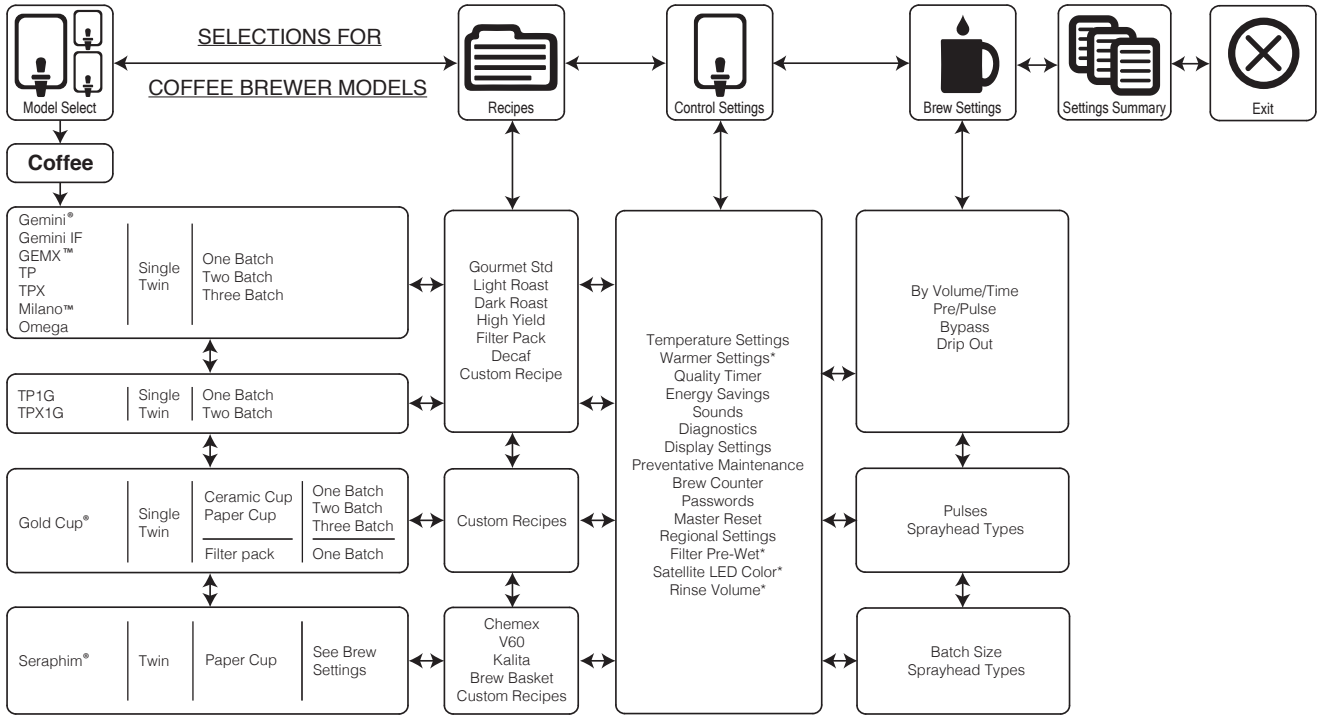 SELECTIONS FOR
COFFEE BREWER MODELS
Model Select
Recipes
Control Settings
Brew Settings
Settings Summary
Exit
Coffee
Gemini®
Gemini IF
GEMX™
TP
TPX
Milano™
Omega
Single
Twin
One Batch
Two Batch
Three Batch
TP1G
TPX1G
Single
Twin
One Batch
Two Batch
Gold Cup®
Single
Twin
Ceramic Cup
Paper Cup
Filter pack
One Batch
Two Batch
Three Batch
One Batch
Seraphim®
Twin
Paper Cup
See Brew
Settings
Gourmet Std
Light Roast
Dark Roast
High Yield
Filter Pack
Decaf
Custom Recipe
Custom Recipes
Chemex
V60
Kalita
Brew Basket
Custom Recipes
Temperature Settings
Warmer Settings*
Quality Timer
Energy Savings
Sounds
Diagnostics
Display Settings
Preventative Maintenance
Brew Counter
Passwords
Master Reset
Regional Settings
Filter Pre-Wet*
Satellite LED Color*
Rinse Volume*
By Volume/Time
Pre/Pulse
Bypass
Drip Out
Pulses
Sprayhead Types
Batch Size
Sprayhead Types